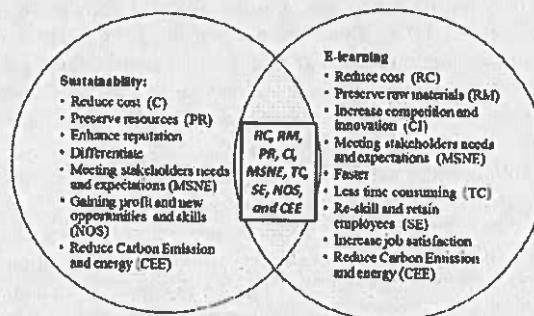 Sustainability:
• Reduce cost (C)
• Preserve resources (PR)
• Enhance reputation
• Differentiate
• Meeting stakeholders needs
and expectations (MSNE)
• Gaining profit and new
opportunities and skills
(NOS)
• Reduce Carbon Emission
and energy (CEE)
RC, RM,
PR, CI,
MSNE, TC,
SE, NOS,
and CEE
E-learning
• Reduce cost (RC)
• Preserve raw materials (RM)
• Increase competition and
innovation (CI)
• Meeting stakeholders needs
and expectations (MSNE)
• Faster
• Less time consuming (TC)
• Re-skill and retain
employees (SE)
• Increase job satisfaction
• Reduce Carbon Emission
and energy (CEE)